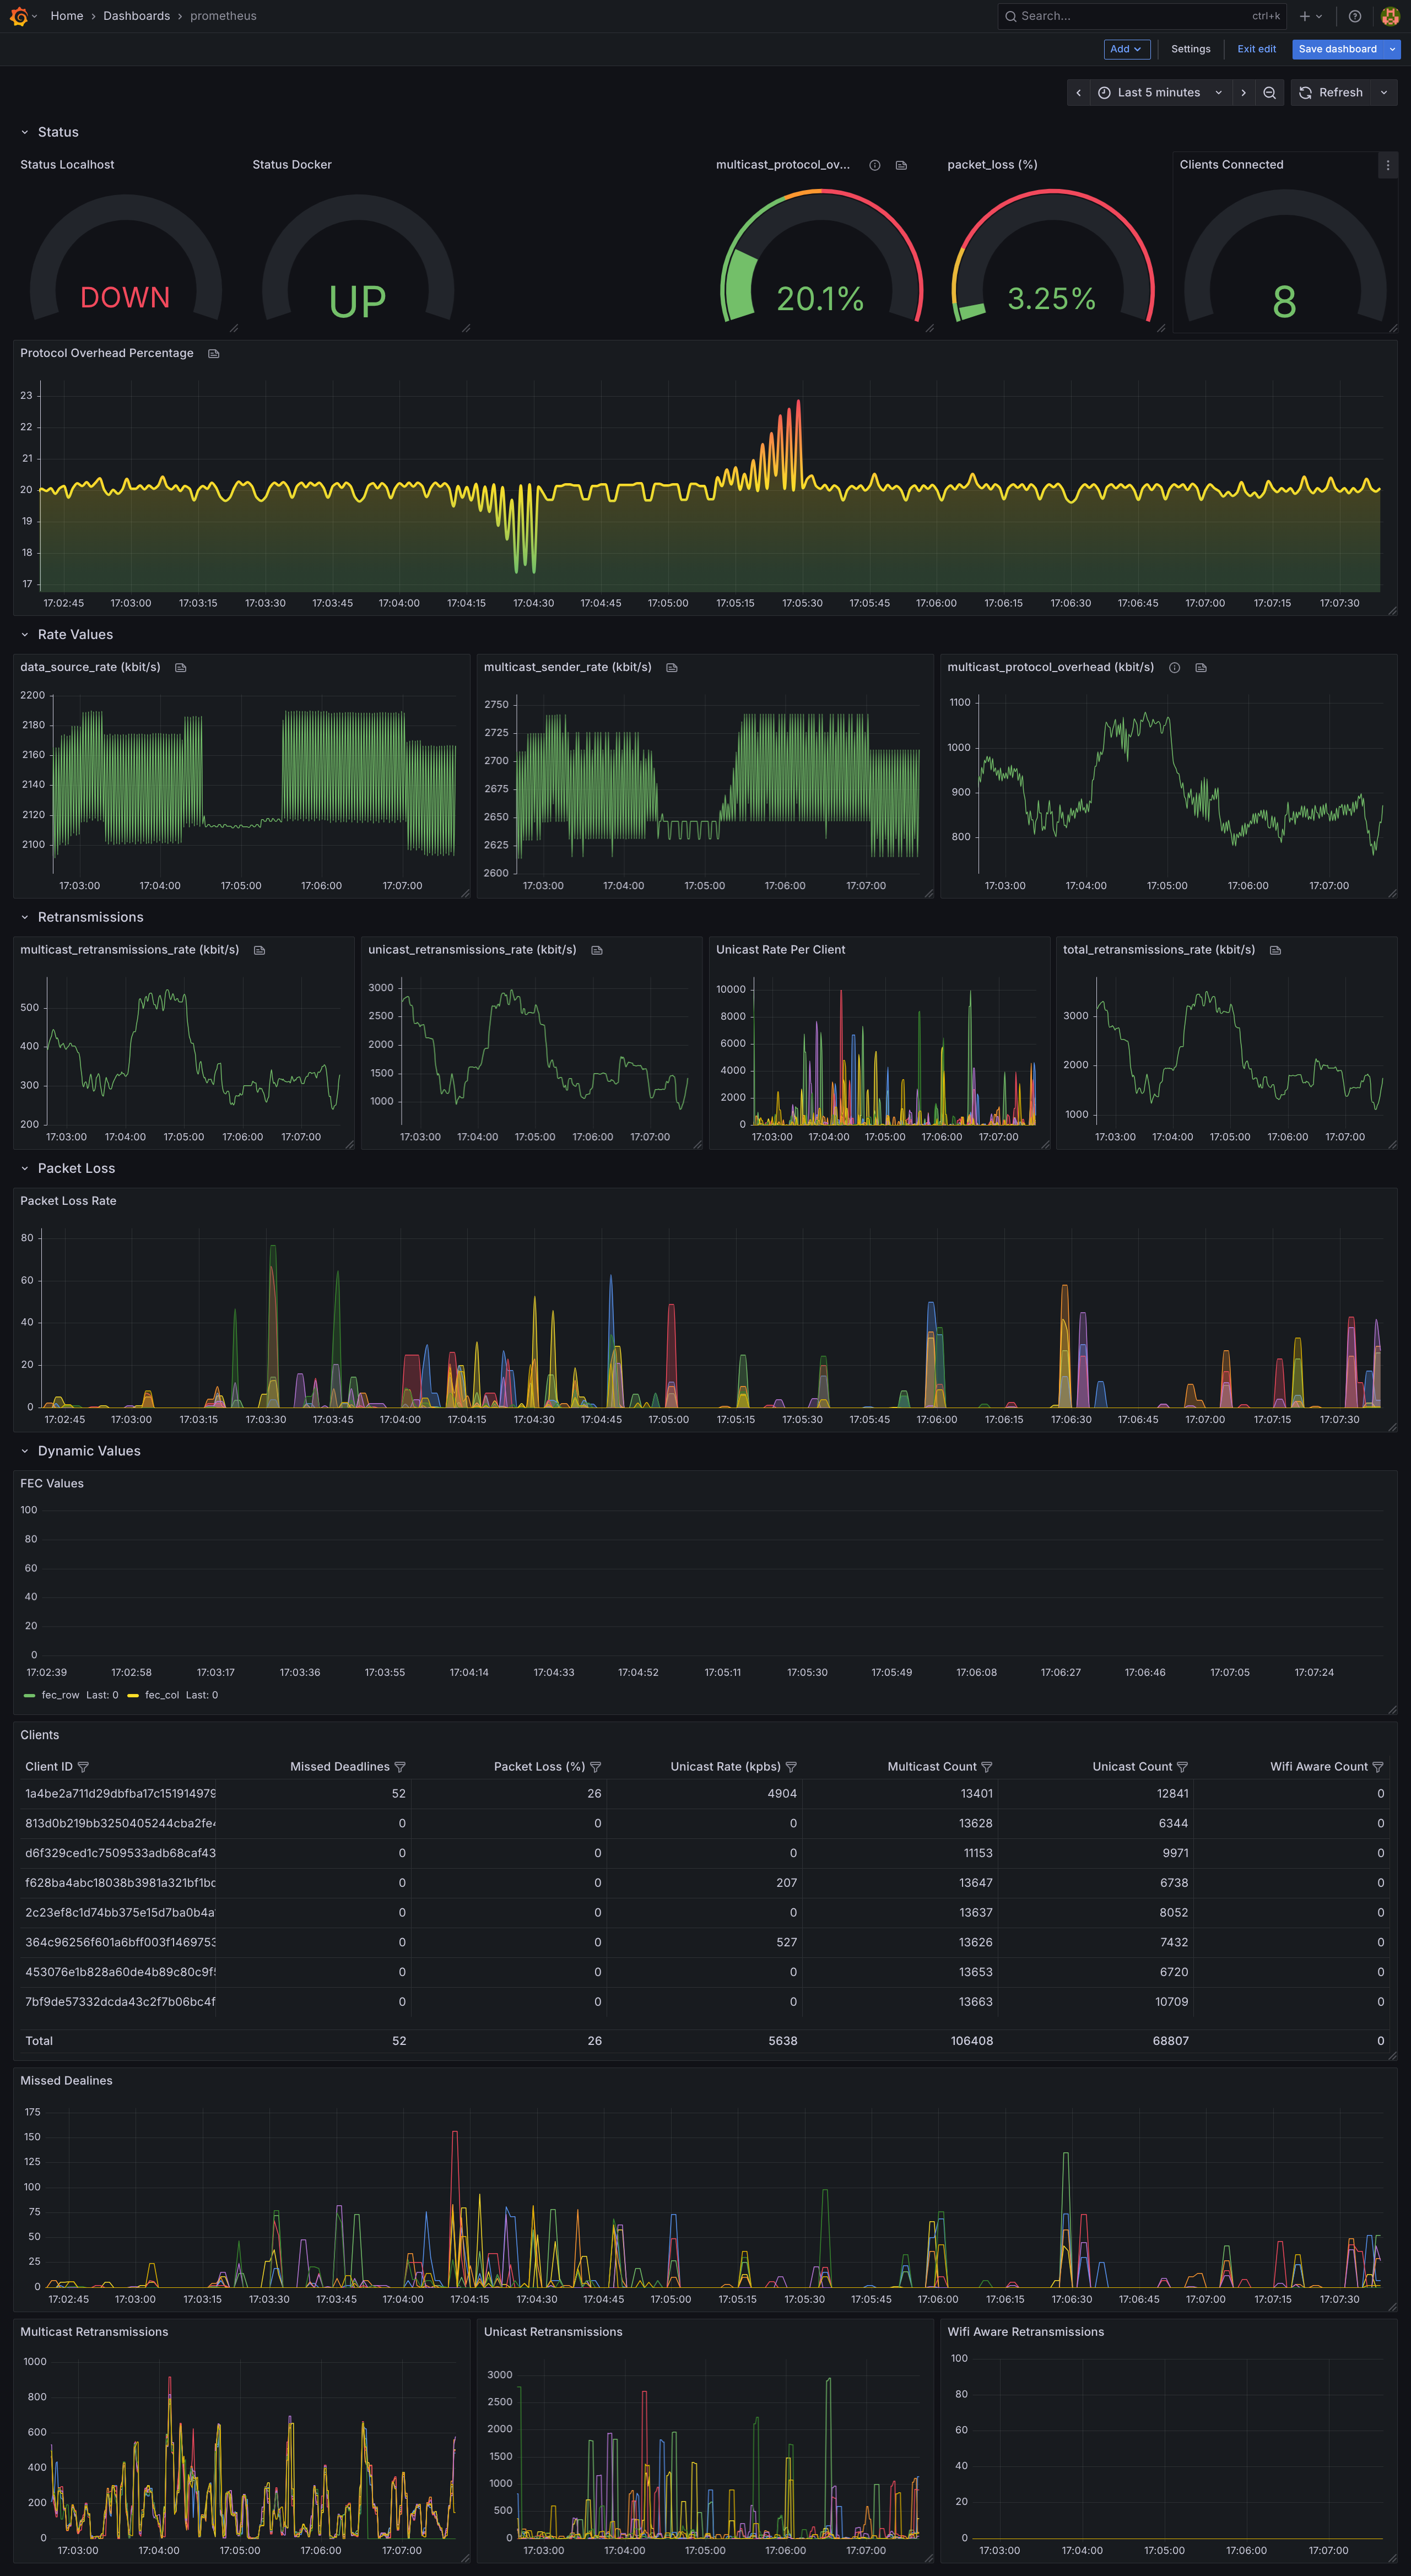 Home › Dashboards › prometheus
Search... ctrl+k
Add Settings Exit edit Save dashboard
Last 5 minutes Refresh
Status
Status Localhost Status Docker multicast_protocol_ov... packet_loss (%) Clients Connected
DOWN UP 20.1% 3.25% 8
Protocol Overhead Percentage
23
22
21
20
19
18
17
17:02:45 17:03:00 17:03:15 17:03:30 17:03:45 17:04:00 17:04:15 17:04:30 17:04:45 17:05:00 17:05:15 17:05:30 17:05:45 17:06:00 17:06:15 17:06:30 17:06:45 17:07:00 17:07:15 17:07:30
Rate Values
data_source_rate (kbit/s)
2200
2180
2160
2140
2120
2100
17:03:00 17:04:00 17:05:00 17:06:00 17:07:00
multicast_sender_rate (kbit/s)
2750
2725
2700
2675
2650
2625
2600
17:03:00 17:04:00 17:05:00 17:06:00 17:07:00
multicast_protocol_overhead (kbit/s)
1100
1000
900
800
17:03:00 17:04:00 17:05:00 17:06:00 17:07:00
Retransmissions
multicast_retransmissions_rate (kbit/s)
500
400
300
200
17:03:00 17:04:00 17:05:00 17:06:00 17:07:00
unicast_retransmissions_rate (kbit/s)
3000
2500
2000
1500
1000
17:03:00 17:04:00 17:05:00 17:06:00 17:07:00
Unicast Rate Per Client
10000
8000
6000
4000
2000
0
17:03:00 17:04:00 17:05:00 17:06:00 17:07:00
total_retransmissions_rate (kbit/s)
3000
2000
1000
17:03:00 17:04:00 17:05:00 17:06:00 17:07:00
Packet Loss
Packet Loss Rate
80
60
40
20
0
17:02:45 17:03:00 17:03:15 17:03:30 17:03:45 17:04:00 17:04:15 17:04:30 17:04:45 17:05:00 17:05:15 17:05:30 17:05:45 17:06:00 17:06:15 17:06:30 17:06:45 17:07:00 17:07:15 17:07:30
Dynamic Values
FEC Values
100
80
60
40
20
0
17:02:39 17:02:58 17:03:17 17:03:36 17:03:55 17:04:14 17:04:33 17:04:52 17:05:11 17:05:30 17:05:49 17:06:08 17:06:27 17:06:46 17:07:05 17:07:24
fec_row Last: 0 fec_col Last: 0
Clients
Client ID Missed Deadlines Packet Loss (%) Unicast Rate (kpbs) Multicast Count Unicast Count Wifi Aware Count
1a4be2a711d29dbfba17c151914979 52 26 4904 13401 12841 0
813d0b219bb3250405244cba2fe4 0 0 0 13628 6344 0
d6f329ced1c7509533adb68caf43 0 0 0 11153 9971 0
f628ba4abc18038b3981a321bf1bc 0 0 207 13647 6738 0
2c23ef8c1d74bb375e15d7ba0b4a 0 0 0 13637 8052 0
364c96256f601a6bff003f1469753 0 0 527 13626 7432 0
453076e1b828a60de4b89c80c9f 0 0 0 13653 6720 0
7bf9de57332dcda43c2f7b06bc4f 0 0 0 13663 10709 0
Total 52 26 5638 106408 68807 0
Missed Dealines
175
150
125
100
75
50
25
0
17:02:45 17:03:00 17:03:15 17:03:30 17:03:45 17:04:00 17:04:15 17:04:30 17:04:45 17:05:00 17:05:15 17:05:30 17:05:45 17:06:00 17:06:15 17:06:30 17:06:45 17:07:00 17:07:15 17:07:30
Multicast Retransmissions
1000
800
600
400
200
0
17:03:00 17:04:00 17:05:00 17:06:00 17:07:00
Unicast Retransmissions
3000
2500
2000
1500
1000
500
0
17:03:00 17:04:00 17:05:00 17:06:00 17:07:00
Wifi Aware Retransmissions
100
80
60
40
20
0
17:03:00 17:04:00 17:05:00 17:06:00 17:07:00